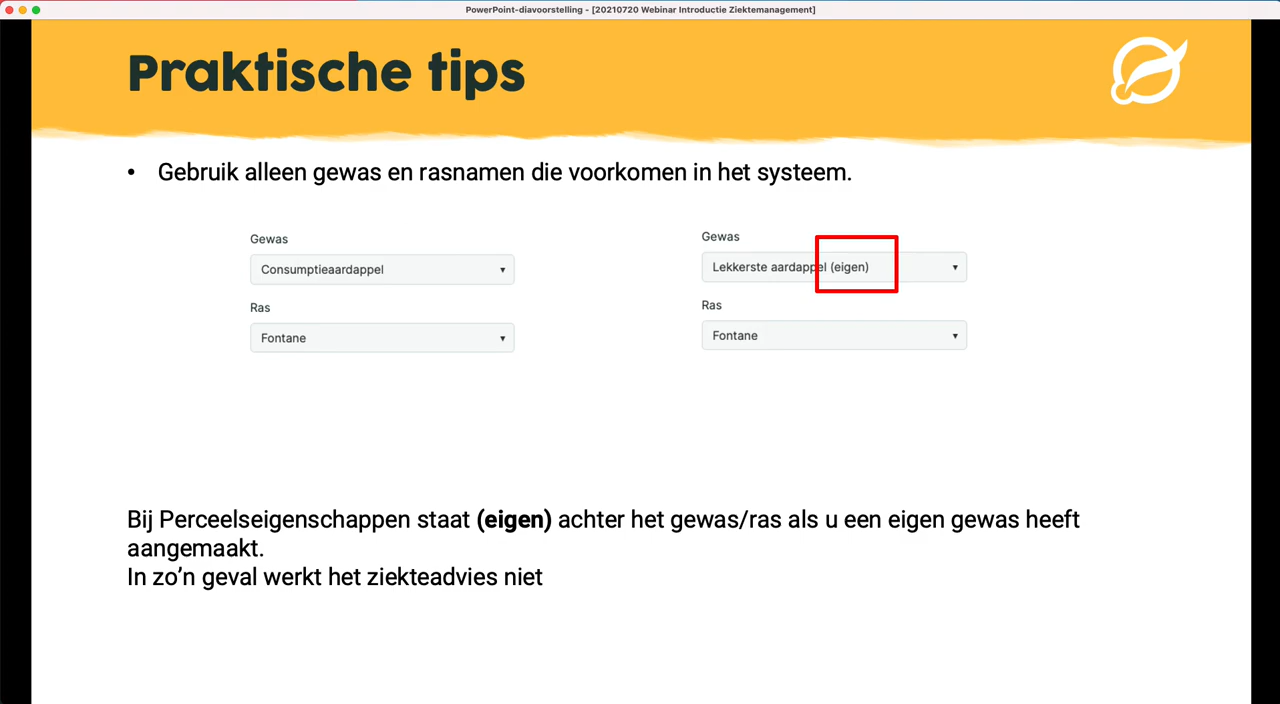 PowerPoint-diavoorstelling - [20210720 Webinar Introductie Ziektemanagement]
Praktische tips
• Gebruik alleen gewas en rasnamen die voorkomen in het systeem.
Gewas
Consumptieaardappel
Ras
Fontane
Gewas
Lekkerste aardappel (eigen)
Ras
Fontane
Bij Perceelseigenschappen staat (eigen) achter het gewas/ras als u een eigen gewas heeft
aangemaakt.
In zo’n geval werkt het ziekteadvies niet